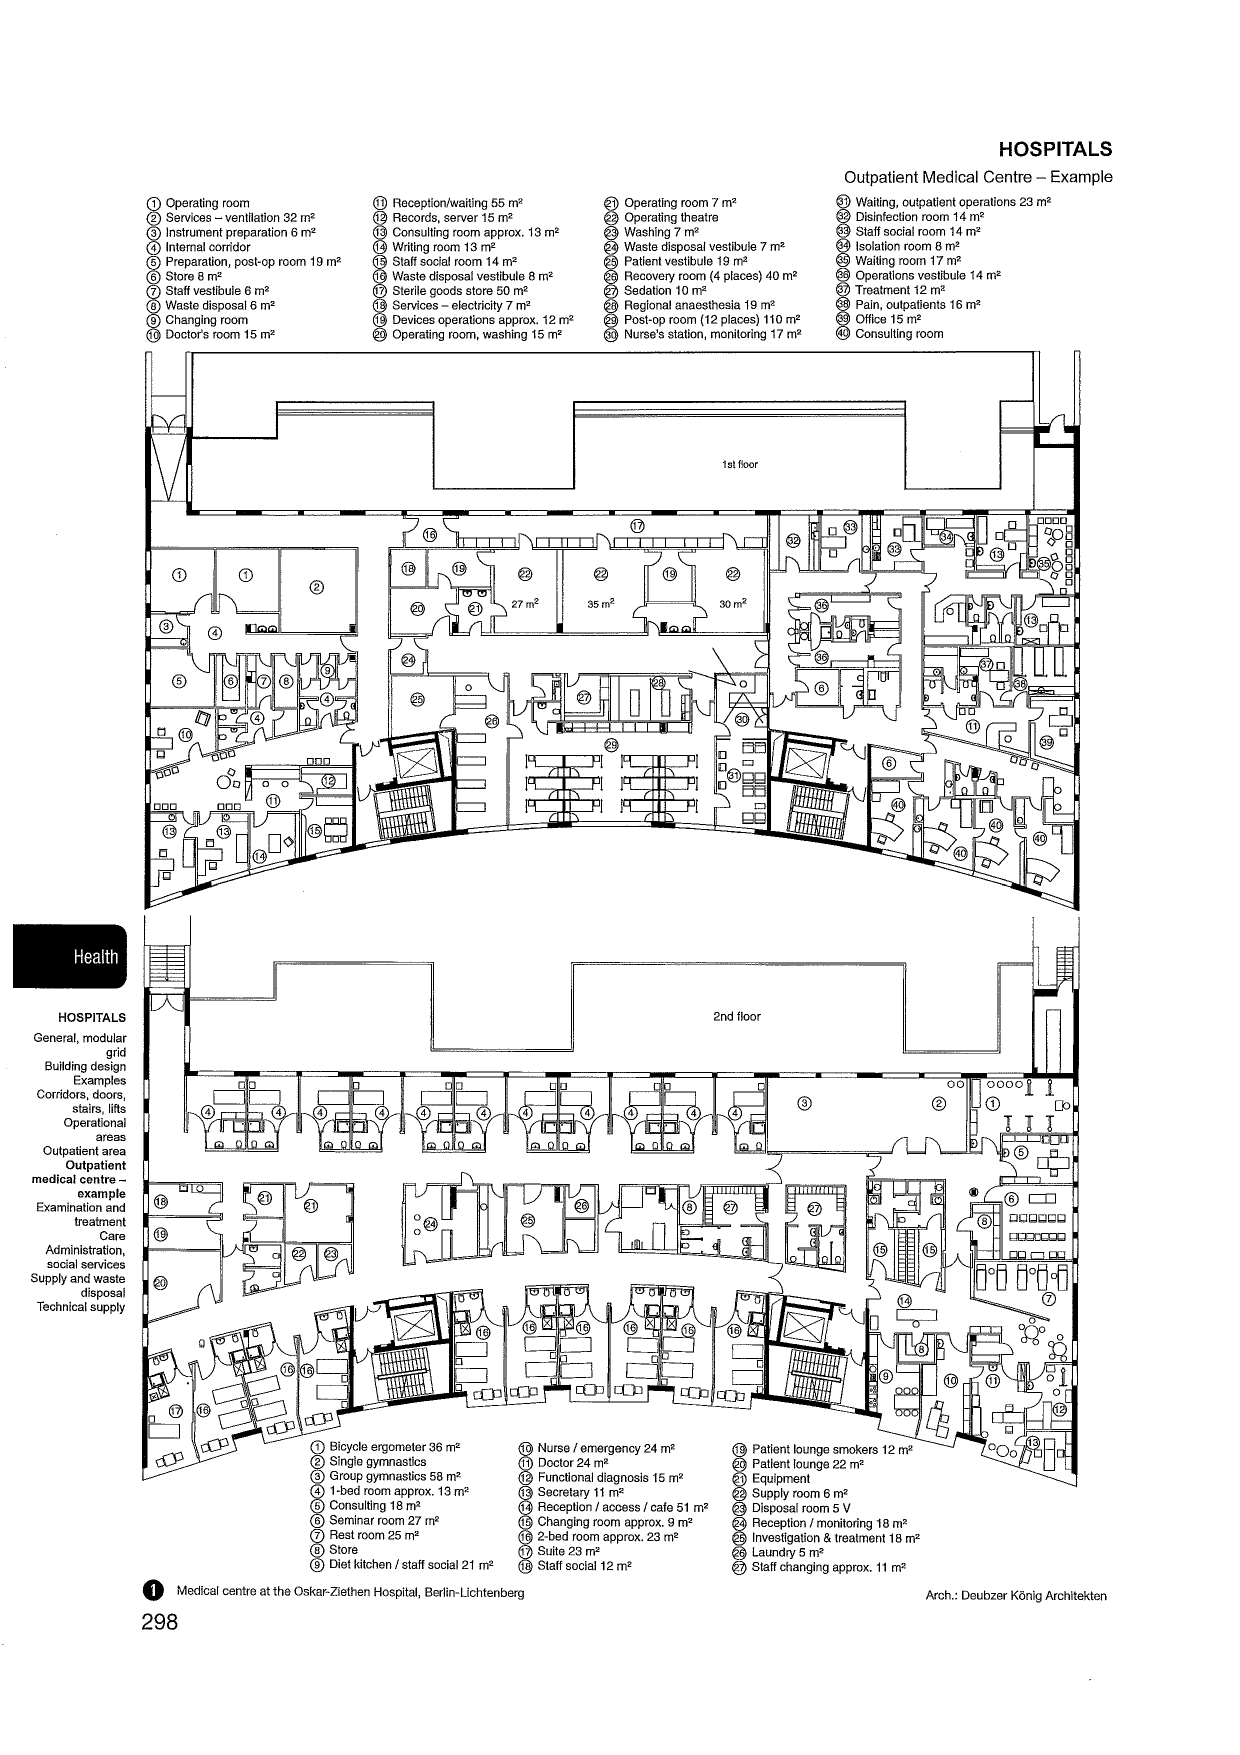 HOSPITALS
Outpatient Medical Centre – Example
① Operating room
② Services – ventilation 32 m²
③ Instrument preparation 6 m²
④ Internal corridor
⑤ Preparation, post-op room 19 m²
⑥ Store 8 m²
⑦ Staff vestibule 6 m²
⑧ Waste disposal 6 m²
⑨ Changing room
⑩ Doctor's room 15 m²
⑪ Reception/waiting 55 m²
⑫ Records, server 15 m²
⑬ Consulting room approx. 13 m²
⑭ Writing room 13 m²
⑮ Staff social room 14 m²
⑯ Waste disposal vestibule 8 m²
⑰ Sterile goods store 50 m²
⑱ Services – electricity 7 m²
⑲ Devices operations approx. 12 m²
⑳ Operating room, washing 15 m²
㉑ Operating room 7 m²
㉒ Operating theatre
㉓ Washing 7 m²
㉔ Waste disposal vestibule 7 m²
㉕ Patient vestibule 19 m²
㉖ Recovery room (4 places) 40 m²
㉗ Sedation 10 m²
㉘ Regional anaesthesia 19 m²
㉙ Post-op room (12 places) 110 m²
㉚ Nurse's station, monitoring 17 m²
㉛ Waiting, outpatient operations 23 m²
㉜ Disinfection room 14 m²
㉝ Staff social room 14 m²
㉞ Isolation room 8 m²
㉟ Waiting room 17 m²
㊱ Operations vestibule 14 m²
㊲ Treatment 12 m²
㊳ Pain, outpatients 16 m²
㊴ Office 15 m²
㊵ Consulting room
1st floor
27 m²
35 m²
30 m²
Health
HOSPITALS
General, modular
grid
Building design
Examples
Corridors, doors,
stairs, lifts
Operational
areas
Outpatient area
Outpatient
medical centre –
example
Examination and
treatment
Care
Administration,
social services
Supply and waste
disposal
Technical supply
2nd floor
① Bicycle ergometer 36 m²
② Single gymnastics
③ Group gymnastics 58 m²
④ 1-bed room approx. 13 m²
⑤ Consulting 18 m²
⑥ Seminar room 27 m²
⑦ Rest room 25 m²
⑧ Store
⑨ Diet kitchen / staff social 21 m²
⑩ Nurse / emergency 24 m²
⑪ Doctor 24 m²
⑫ Functional diagnosis 15 m²
⑬ Secretary 11 m²
⑭ Reception / access / cafe 51 m²
⑮ Changing room approx. 9 m²
⑯ 2-bed room approx. 23 m²
⑰ Suite 23 m²
⑱ Staff social 12 m²
⑲ Patient lounge smokers 12 m²
⑳ Patient lounge 22 m²
㉑ Equipment
㉒ Supply room 6 m²
㉓ Disposal room 5 V
㉔ Reception / monitoring 18 m²
㉕ Investigation & treatment 18 m²
㉖ Laundry 5 m²
㉗ Staff changing approx. 11 m²
❶ Medical centre at the Oskar-Ziethen Hospital, Berlin-Lichtenberg
Arch.: Deubzer König Architekten
298